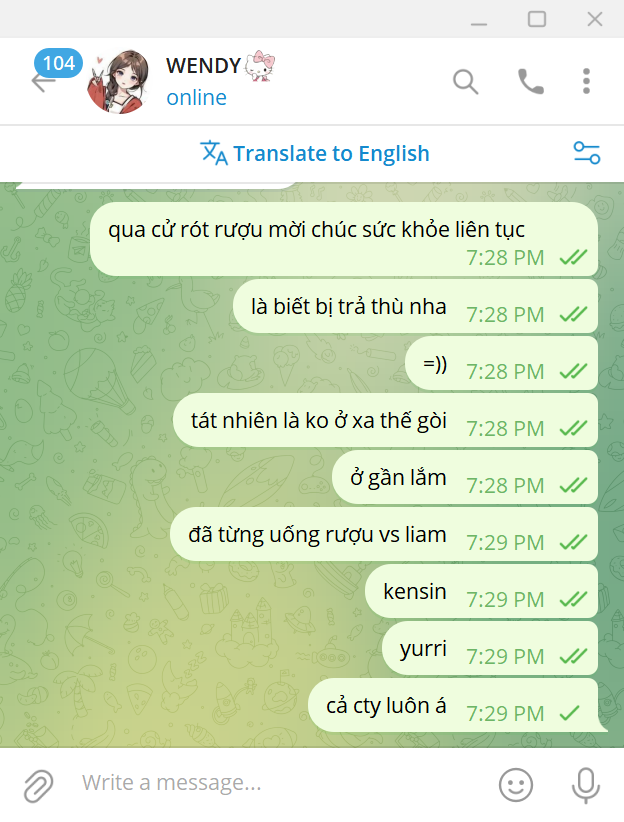 104
WENDY
online
Translate to English
qua cử rót rượu mời chúc sức khỏe liên tục
7:28 PM
là biết bị trả thù nha 7:28 PM
=)) 7:28 PM
tát nhiên là ko ở xa thế gòi 7:28 PM
ở gần lắm 7:28 PM
đã từng uống rượu vs liam 7:29 PM
kensin 7:29 PM
yurri 7:29 PM
cả cty luôn á 7:29 PM
Write a message...